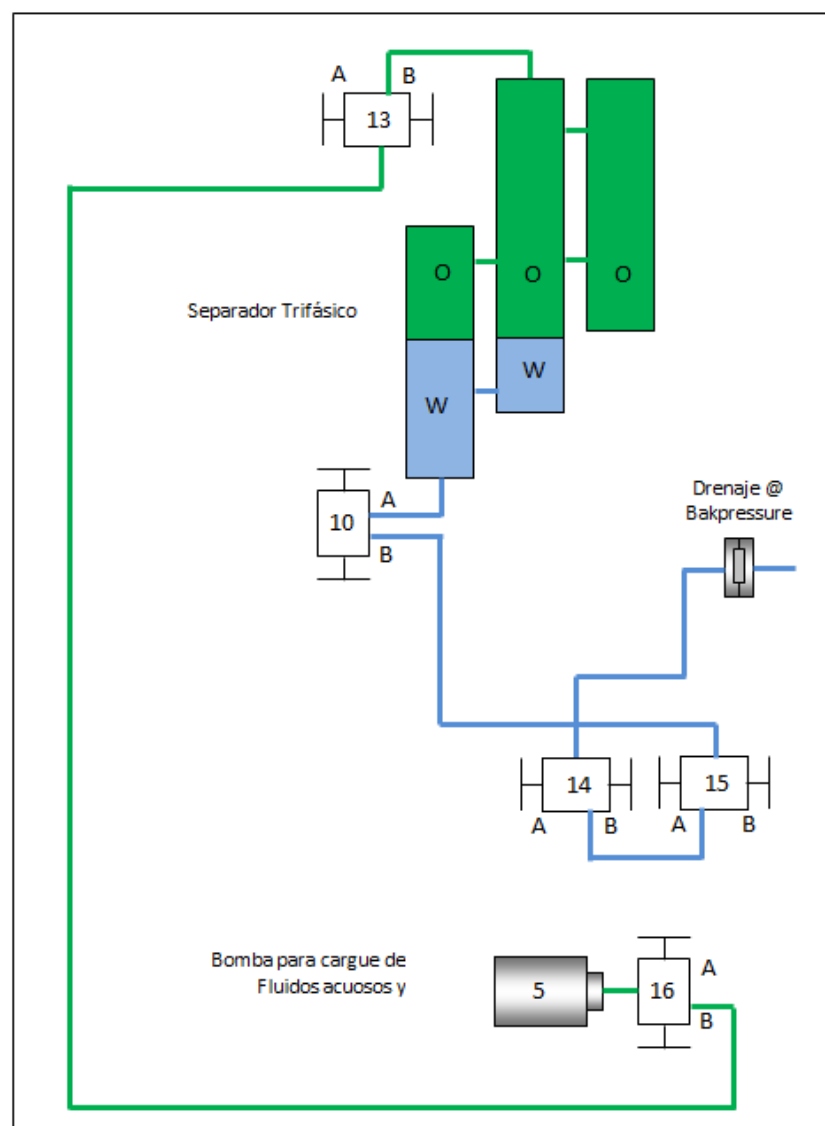 A
B
13
O
O
O
Separador Trifásico
W
W
A
10
B
Drenaje @
Bakpressure
14
15
A
B
A
B
Bomba para cargue de
Fluidos acuosos y
5
16
A
B